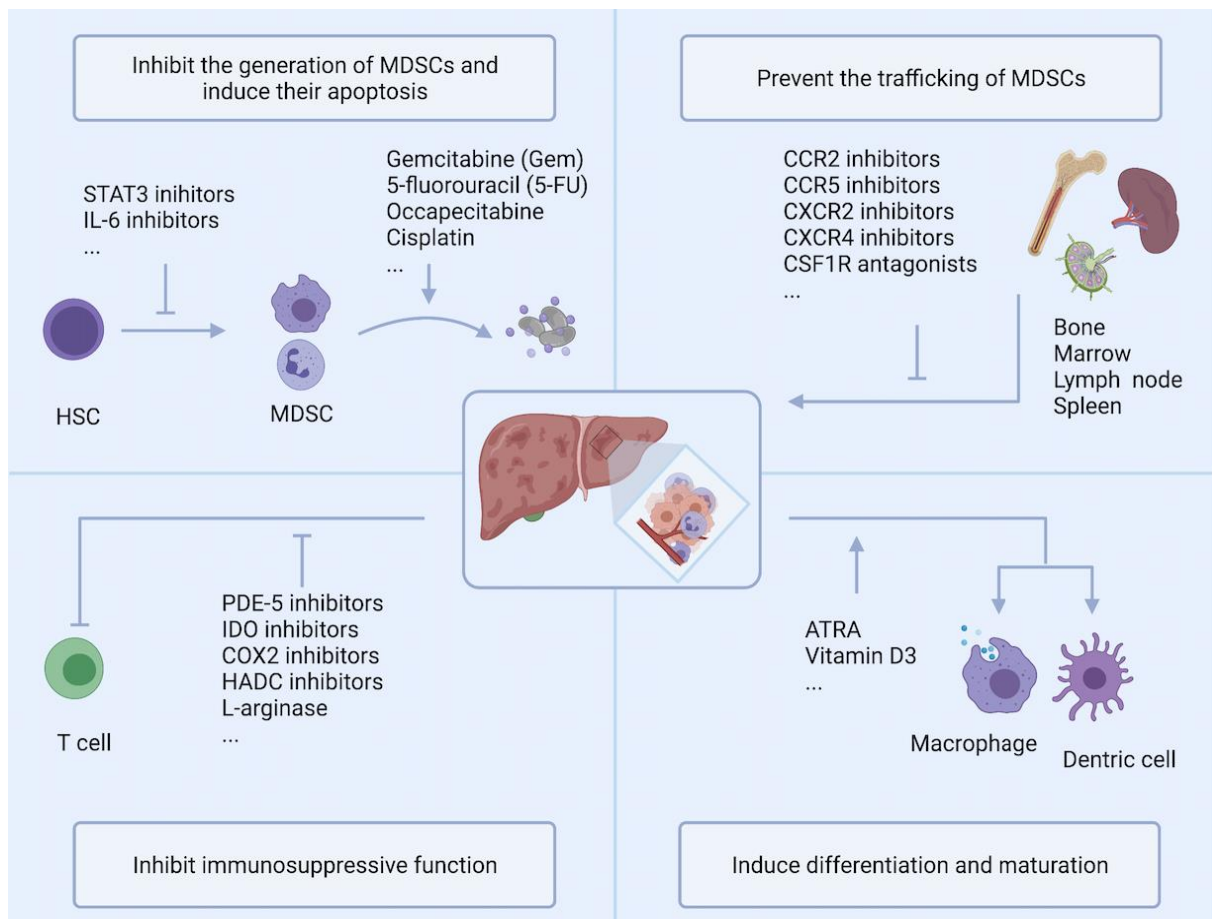 Inhibit the generation of MDSCs and
induce their apoptosis
STAT3 inihitors
IL-6 inhibitors
...
Gemcitabine (Gem)
5-fluorouracil (5-FU)
Occapecitabine
Cisplatin
...
HSC
MDSC
Prevent the trafficking of MDSCs
CCR2 inhibitors
CCR5 inhibitors
CXCR2 inhibitors
CXCR4 inhibitors
CSF1R antagonists
...
Bone
Marrow
Lymph node
Spleen
PDE-5 inhibitors
IDO inhibitors
COX2 inhibitors
HADC inhibitors
L-arginase
...
T cell
Inhibit immunosuppressive function
ATRA
Vitamin D3
...
Macrophage
Dentric cell
Induce differentiation and maturation